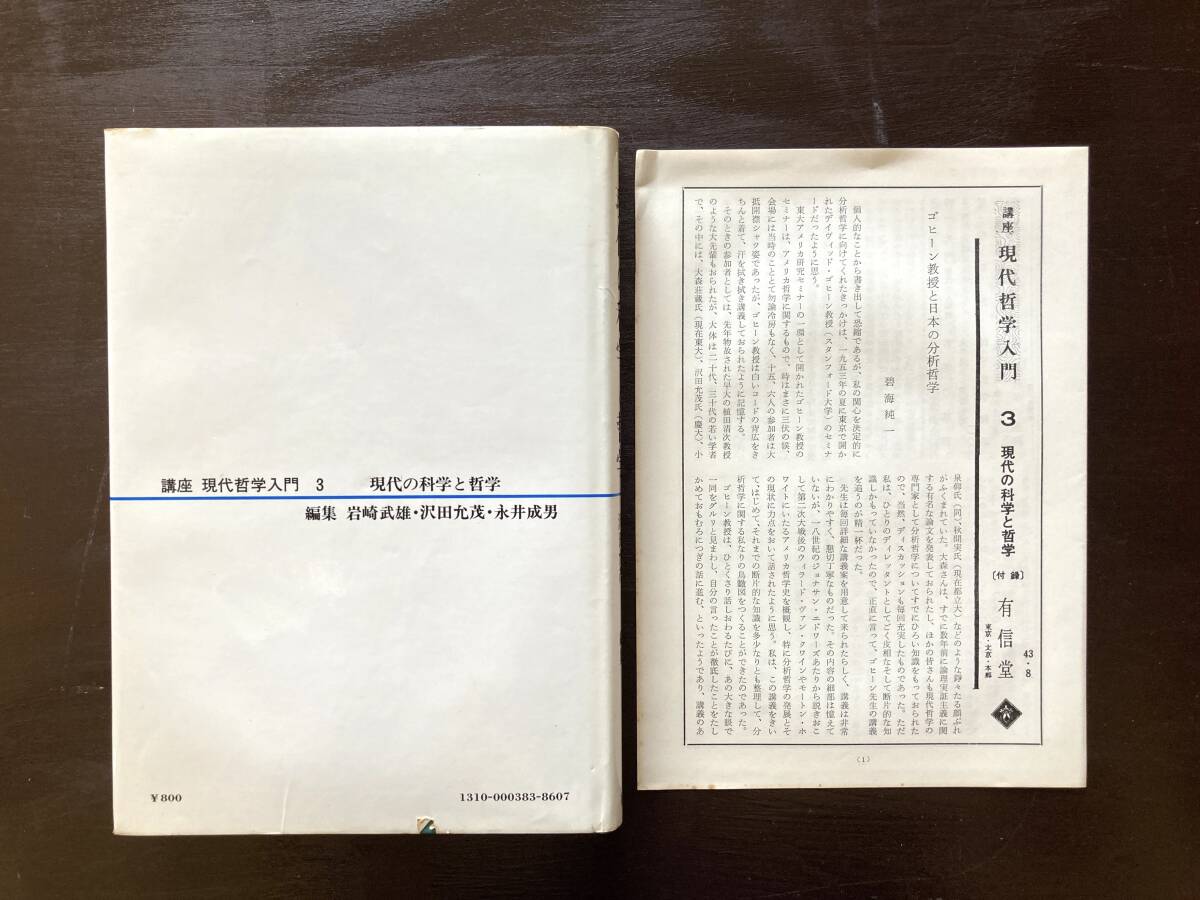 講座 現代哲学入門 3 現代の科学と哲学
編集 岩崎武雄・沢田允茂・永井成男
￥800
1310-000383-8607
講座 現代哲学入門 3 現代の科学と哲学〔付録〕 有信堂
東京・文京・本郷
43・8
ゴヒーン教授と日本の分析哲学
碧海純一
個人的なことから書き出して恐縮であるが、私の関心を決定的に
分析哲学に向けてくれたきっかけは、一九五三年の夏に東京で開か
れたデイヴィッド・ゴヒーン教授（スタンフォード大学）のセミナ
ードだったように思う。
東大アメリカ研究セミナーの一環として開かれたゴヒーン教授の
セミナーは、アメリカ哲学に関するもので、時はまさに三伏の候、
会場には当時のこととて勿論冷房もなく、十五、六人の参加者は大
抵開襟シャツ姿であったが、ゴヒーン教授は白いコードの背広をき
ちんと着て、汗を拭き拭き講義しておられたように記憶する。
そのときの参加者としては、先年物故された早大の植田清次教授
のような大先輩もおられたが、大体は二十代、三十代の若い学者
で、その中には、大森荘蔵氏（現在東大）、沢田允茂氏（慶大）、小
泉仰氏（同）、秋間実氏（現在都立大）などのような錚々たる顔ぶれ
がふくまれていた。大森さんは、すでに数年前に論理実証主義に関
する有名な論文を発表しておられたし、ほかの皆さんも現代哲学の
専門家として分析哲学についてすでにひろい知識をもっておられた
ので、当然、ディスカッションも毎回充実したものであった。ただ
私は、ひとりのディレッタントとしてごく皮相なそして断片的な知
識しかもっていなかったので、正直に言って、ゴヒーン先生の講義
を追うのが精一杯だった。
先生は毎回詳細な講義案を用意して来られたらしく、講義は非常
にわかりやすく、懇切丁寧なものだった。その内容の細部は憶えて
いないが、一八世紀のジョナサン・エドワーズあたりから説きおこ
して第二次大戦後のウィラード・ヴァン・クワインやモートン・ホ
ワイトにいたるアメリカ哲学史を概観し、特に分析哲学の発展とそ
の現状に力点をおいて話されたように思う。私は、この講義をきい
て、はじめて、それまでの断片的な知識を多少なりとも整理して、分
析哲学に関する私なりの鳥瞰図をつくることができたのであった。
ゴヒーン教授は、ひとくさり話しおわるたびに、あの大きな眼で
一同をグルリと見まわし、自分の言ったことが徹底したことをたし
かめておもむろにつぎの話に進む、といったようであり、講義のあ
（1）